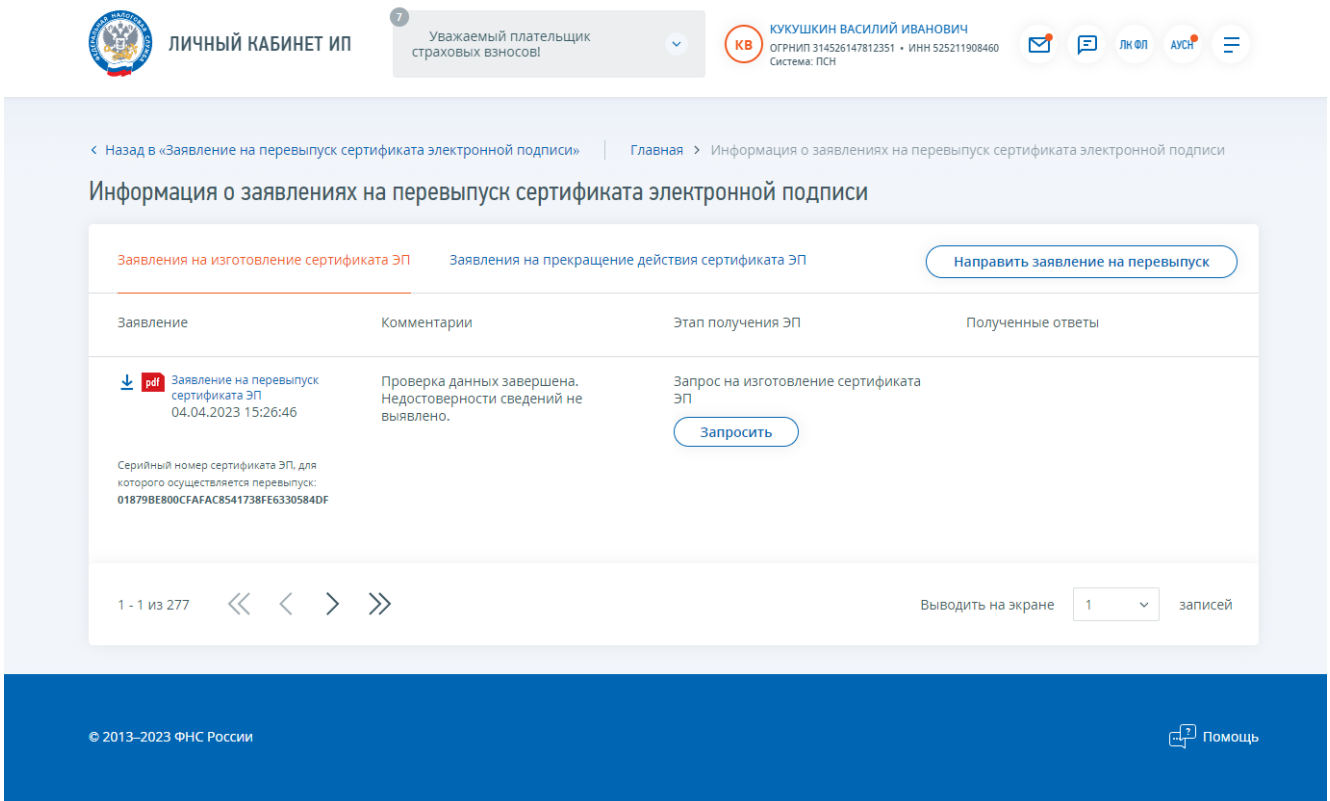 ФЕДЕРАЛЬНАЯ НАЛОГОВАЯ СЛУЖБА
ЛИЧНЫЙ КАБИНЕТ ИП
7
Уважаемый плательщик
страховых взносов!
КВ
КУКУШКИН ВАСИЛИЙ ИВАНОВИЧ
ОГРНИП 314526147812351 • ИНН 525211908460
Система: ПСН
ЛК ФЛ
АУСН
Назад в «Заявление на перевыпуск сертификата электронной подписи»
Главная > Информация о заявлениях на перевыпуск сертификата электронной подписи
Информация о заявлениях на перевыпуск сертификата электронной подписи
Заявления на изготовление сертификата ЭП
Заявления на прекращение действия сертификата ЭП
Направить заявление на перевыпуск
Заявление
Комментарии
Этап получения ЭП
Полученные ответы
pdf
Заявление на перевыпуск
сертификата ЭП
04.04.2023 15:26:46
Серийный номер сертификата ЭП, для
которого осуществляется перевыпуск:
01879BE800CFAFAC8541738FE6330584DF
Проверка данных завершена.
Недостоверности сведений не
выявлено.
Запрос на изготовление сертификата
ЭП
Запросить
1 - 1 из 277
Выводить на экране
1
записей
© 2013–2023 ФНС России
Помощь